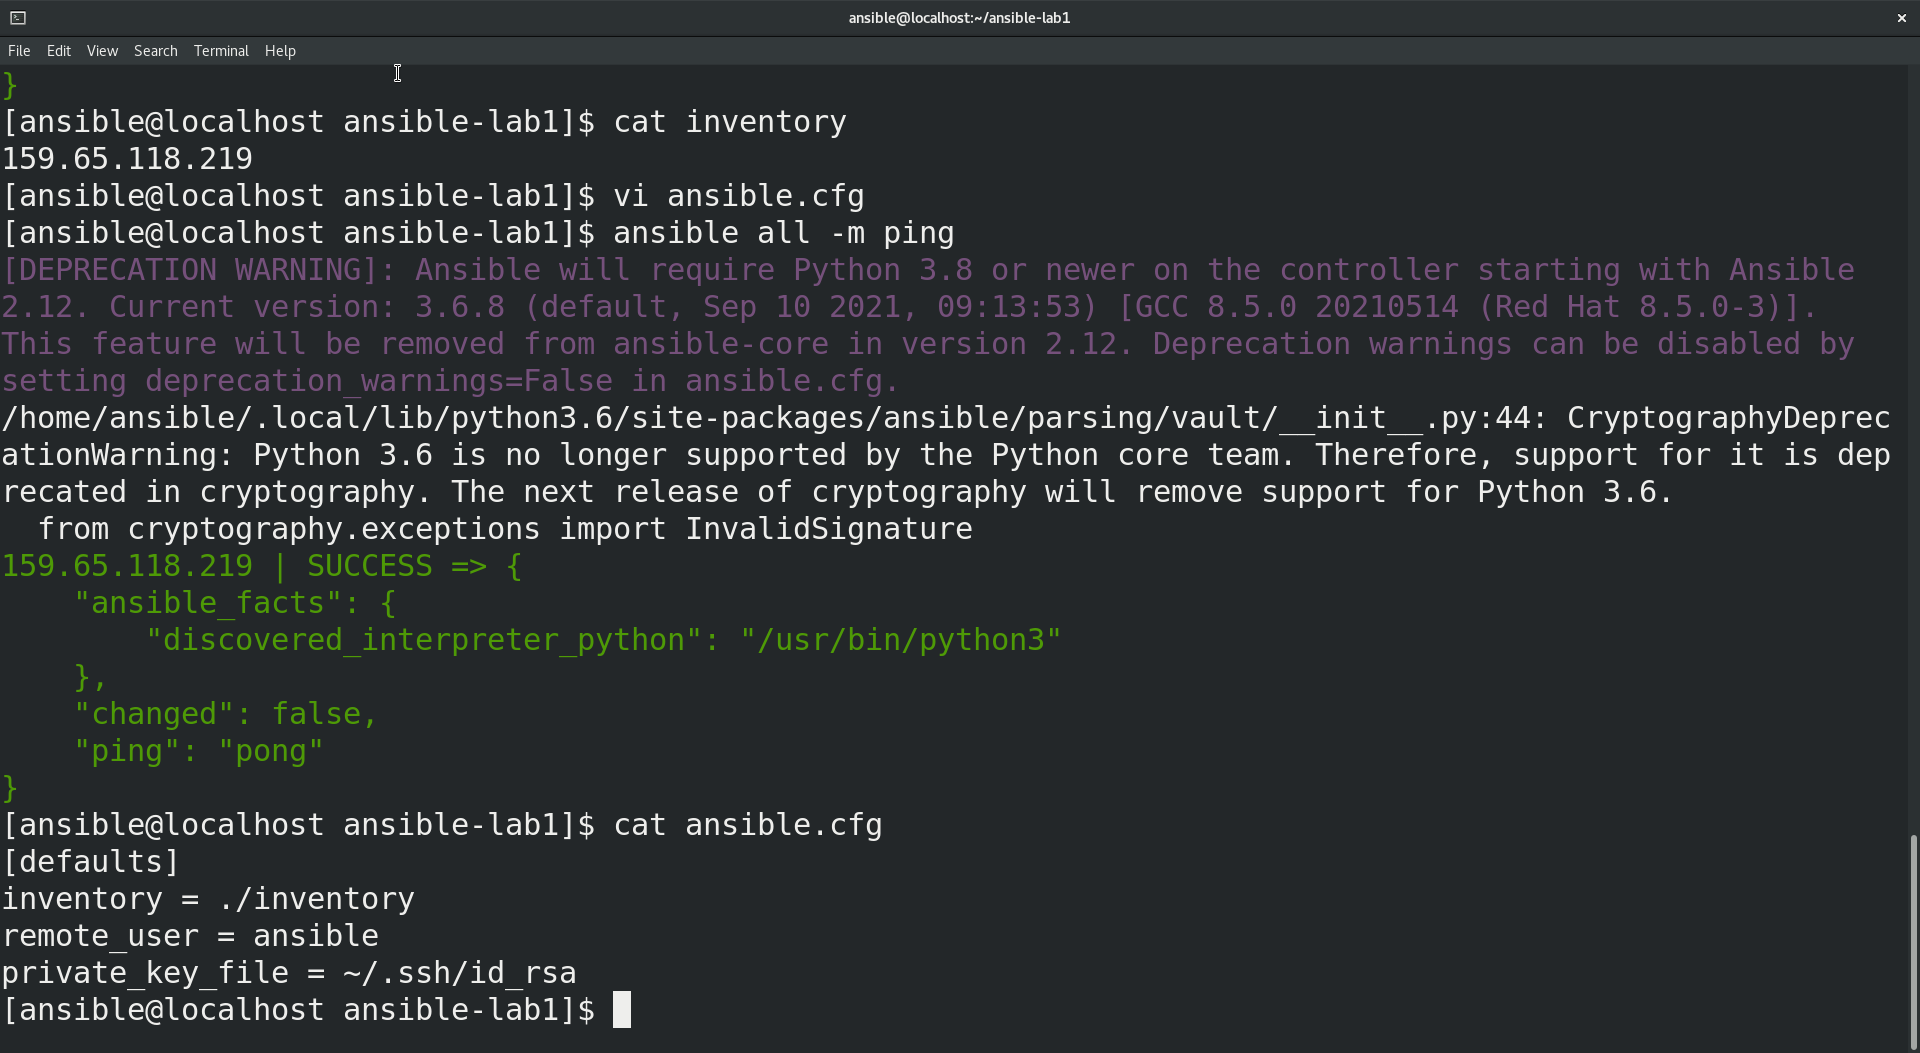 ansible@localhost:~/ansible-lab1
File Edit View Search Terminal Help
}
[ansible@localhost ansible-lab1]$ cat inventory
159.65.118.219
[ansible@localhost ansible-lab1]$ vi ansible.cfg
[ansible@localhost ansible-lab1]$ ansible all -m ping
[DEPRECATION WARNING]: Ansible will require Python 3.8 or newer on the controller starting with Ansible
2.12. Current version: 3.6.8 (default, Sep 10 2021, 09:13:53) [GCC 8.5.0 20210514 (Red Hat 8.5.0-3)].
This feature will be removed from ansible-core in version 2.12. Deprecation warnings can be disabled by
setting deprecation_warnings=False in ansible.cfg.
/home/ansible/.local/lib/python3.6/site-packages/ansible/parsing/vault/__init__.py:44: CryptographyDeprec
ationWarning: Python 3.6 is no longer supported by the Python core team. Therefore, support for it is dep
recated in cryptography. The next release of cryptography will remove support for Python 3.6.
  from cryptography.exceptions import InvalidSignature
159.65.118.219 | SUCCESS => {
    "ansible_facts": {
        "discovered_interpreter_python": "/usr/bin/python3"
    },
    "changed": false,
    "ping": "pong"
}
[ansible@localhost ansible-lab1]$ cat ansible.cfg
[defaults]
inventory = ./inventory
remote_user = ansible
private_key_file = ~/.ssh/id_rsa
[ansible@localhost ansible-lab1]$